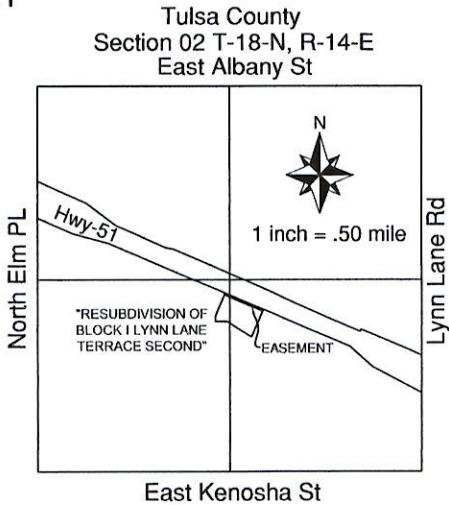 Tulsa County
Section 02 T-18-N, R-14-E
East Albany St
N
1 inch = .50 mile
North Elm PL
Hwy-51
Lynn Lane Rd
"RESUBDIVISION OF
BLOCK I LYNN LANE
TERRACE SECOND"
EASEMENT
East Kenosha St